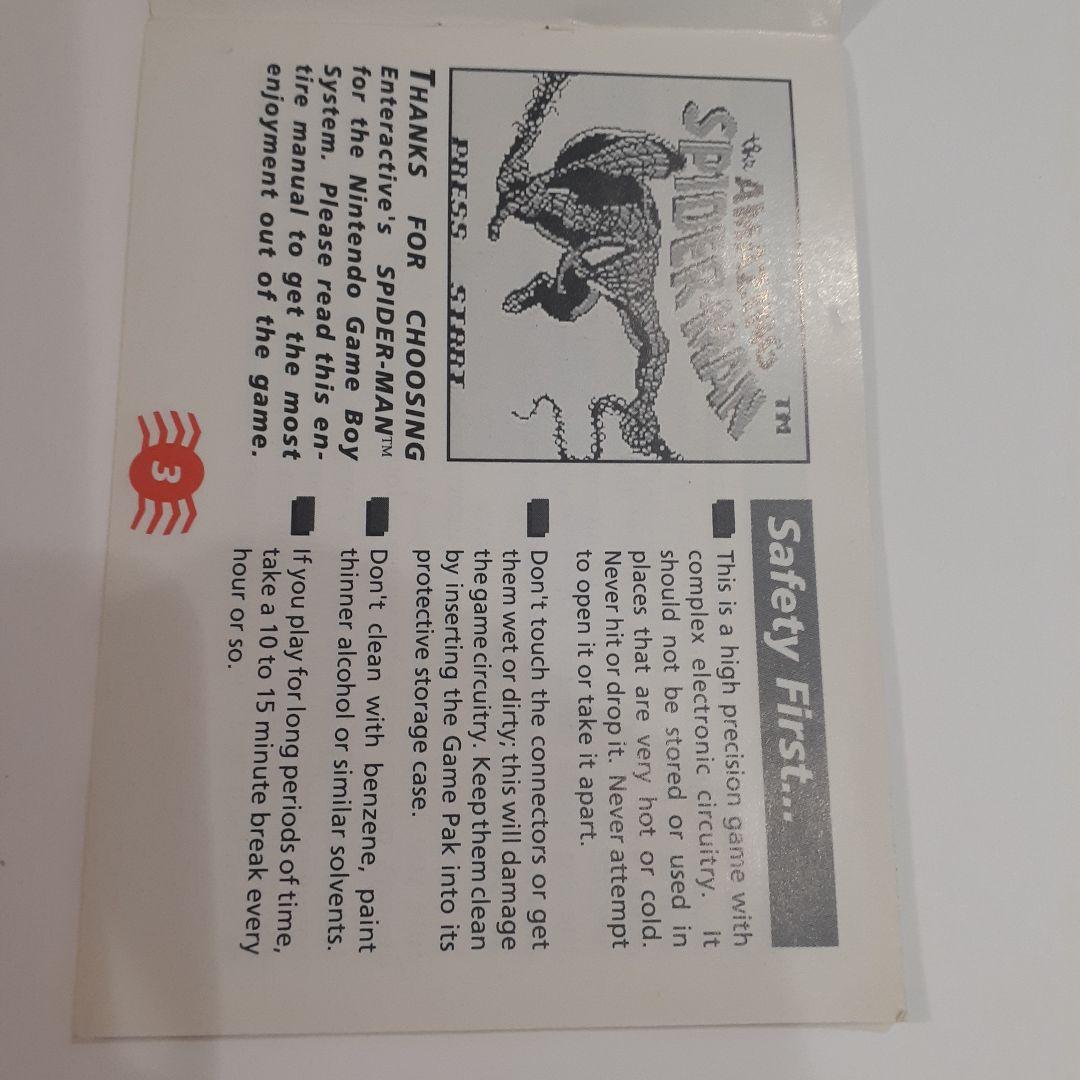 the AMAZING
SPIDER-MAN
TM
PRESS START
THANKS FOR CHOOSING
Enteractive's SPIDER-MAN™
for the Nintendo Game Boy
System. Please read this en-
tire manual to get the most
enjoyment out of the game.
3
Safety First...
This is a high precision game with
complex electronic circuitry. It
should not be stored or used in
places that are very hot or cold.
Never hit or drop it. Never attempt
to open it or take it apart.
Don't touch the connectors or get
them wet or dirty; this will damage
the game circuitry. Keep them clean
by inserting the Game Pak into its
protective storage case.
Don't clean with benzene, paint
thinner alcohol or similar solvents.
If you play for long periods of time,
take a 10 to 15 minute break every
hour or so.